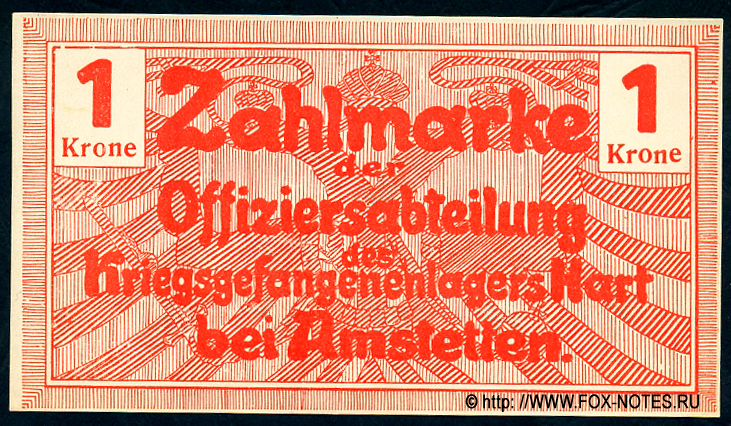 1
Krone
1
Krone
Zahlmarke
der
Offiziersabteilung
des
Kriegsgefangenenlagers Hart
bei Amstetten.
© http: //WWW.FOX-NOTES.RU